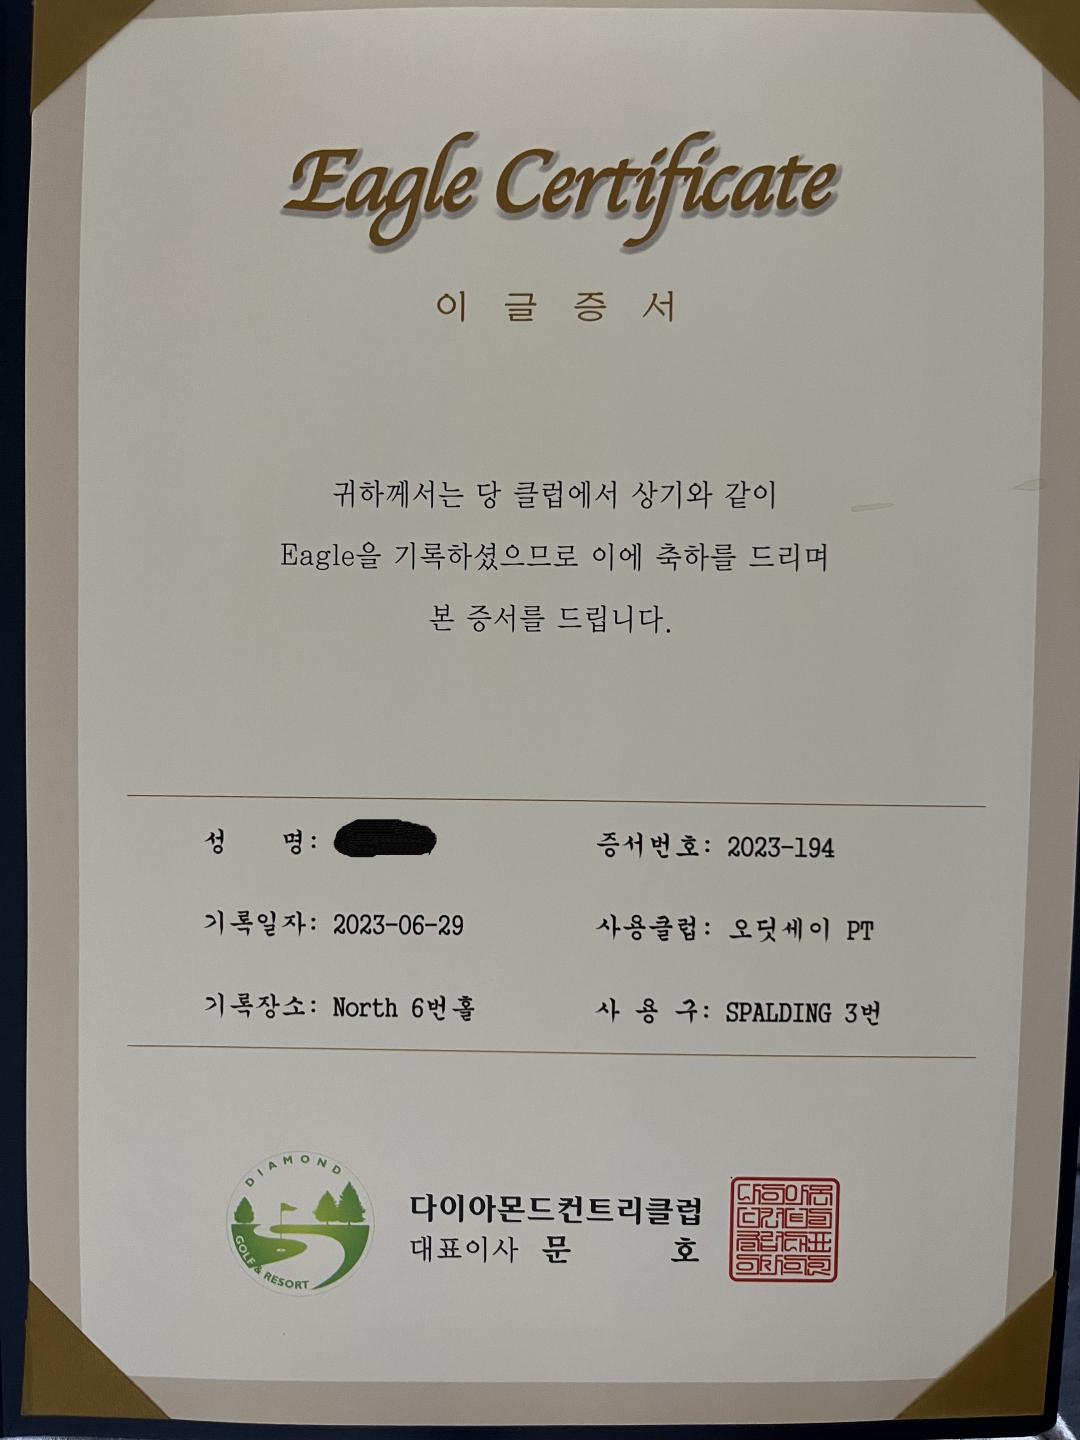 Eagle Certificate
이 글 증 서
귀하께서는 당 클럽에서 상기와 같이
Eagle을 기록하셨으므로 이에 축하를 드리며
본 증서를 드립니다.
성 명:
증서번호: 2023-194
기록일자: 2023-06-29
사용클럽: 오딧세이 PT
기록장소: North 6번홀
사 용 구: SPALDING 3번
DIAMOND
GOLF & RESORT
다이아몬드컨트리클럽
대표이사 문 호